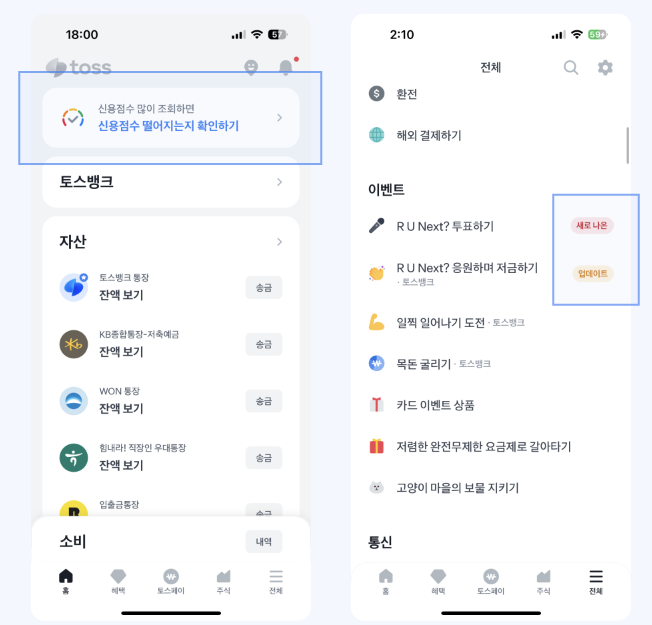 18:00
57
toss
신용점수 많이 조회하면
신용점수 떨어지는지 확인하기
토스뱅크
자산
토스뱅크 통장
잔액 보기
송금
KB종합통장-저축예금
잔액 보기
송금
WON 통장
잔액 보기
송금
힘내라! 직장인 우대통장
잔액 보기
송금
입출금통장
송금
소비
내역
홈
혜택
토스페이
주식
전체
2:10
59
전체
환전
해외 결제하기
이벤트
R U Next? 투표하기
새로 나온
R U Next? 응원하며 저금하기
· 토스뱅크
업데이트
일찍 일어나기 도전 · 토스뱅크
목돈 굴리기 · 토스뱅크
카드 이벤트 상품
저렴한 완전무제한 요금제로 갈아타기
고양이 마을의 보물 지키기
통신
홈
혜택
토스페이
주식
전체